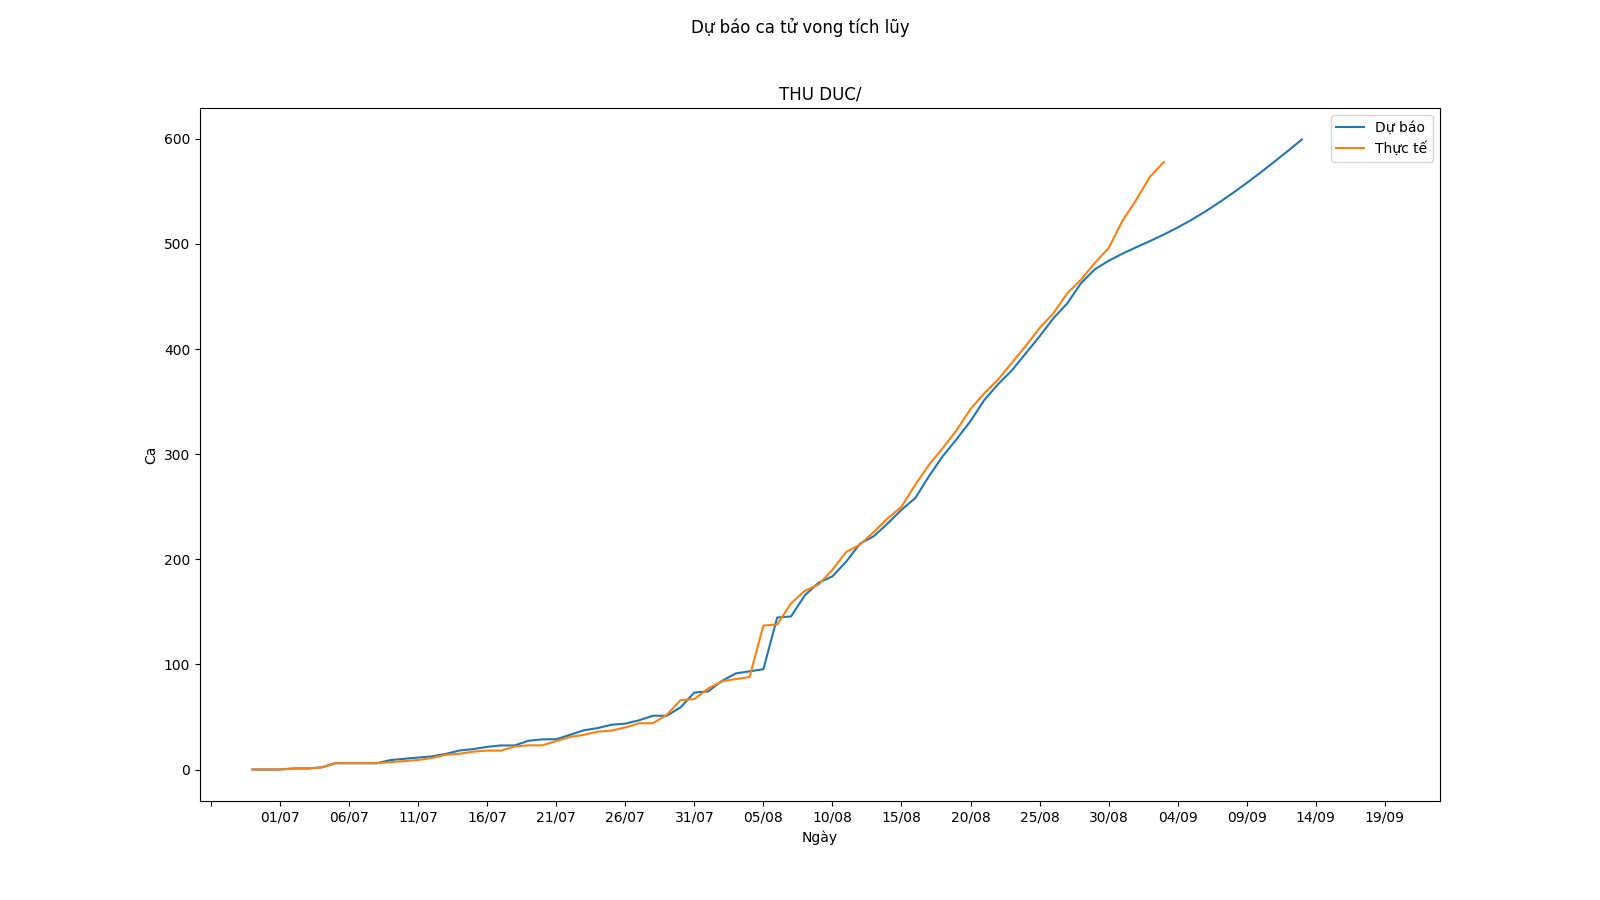 Dự báo ca tử vong tích lũy
THU DUC/
Dự báo
Thực tế
600
500
400
300
200
100
0
Ca
01/07 06/07 11/07 16/07 21/07 26/07 31/07 05/08 10/08 15/08 20/08 25/08 30/08 04/09 09/09 14/09 19/09
Ngày